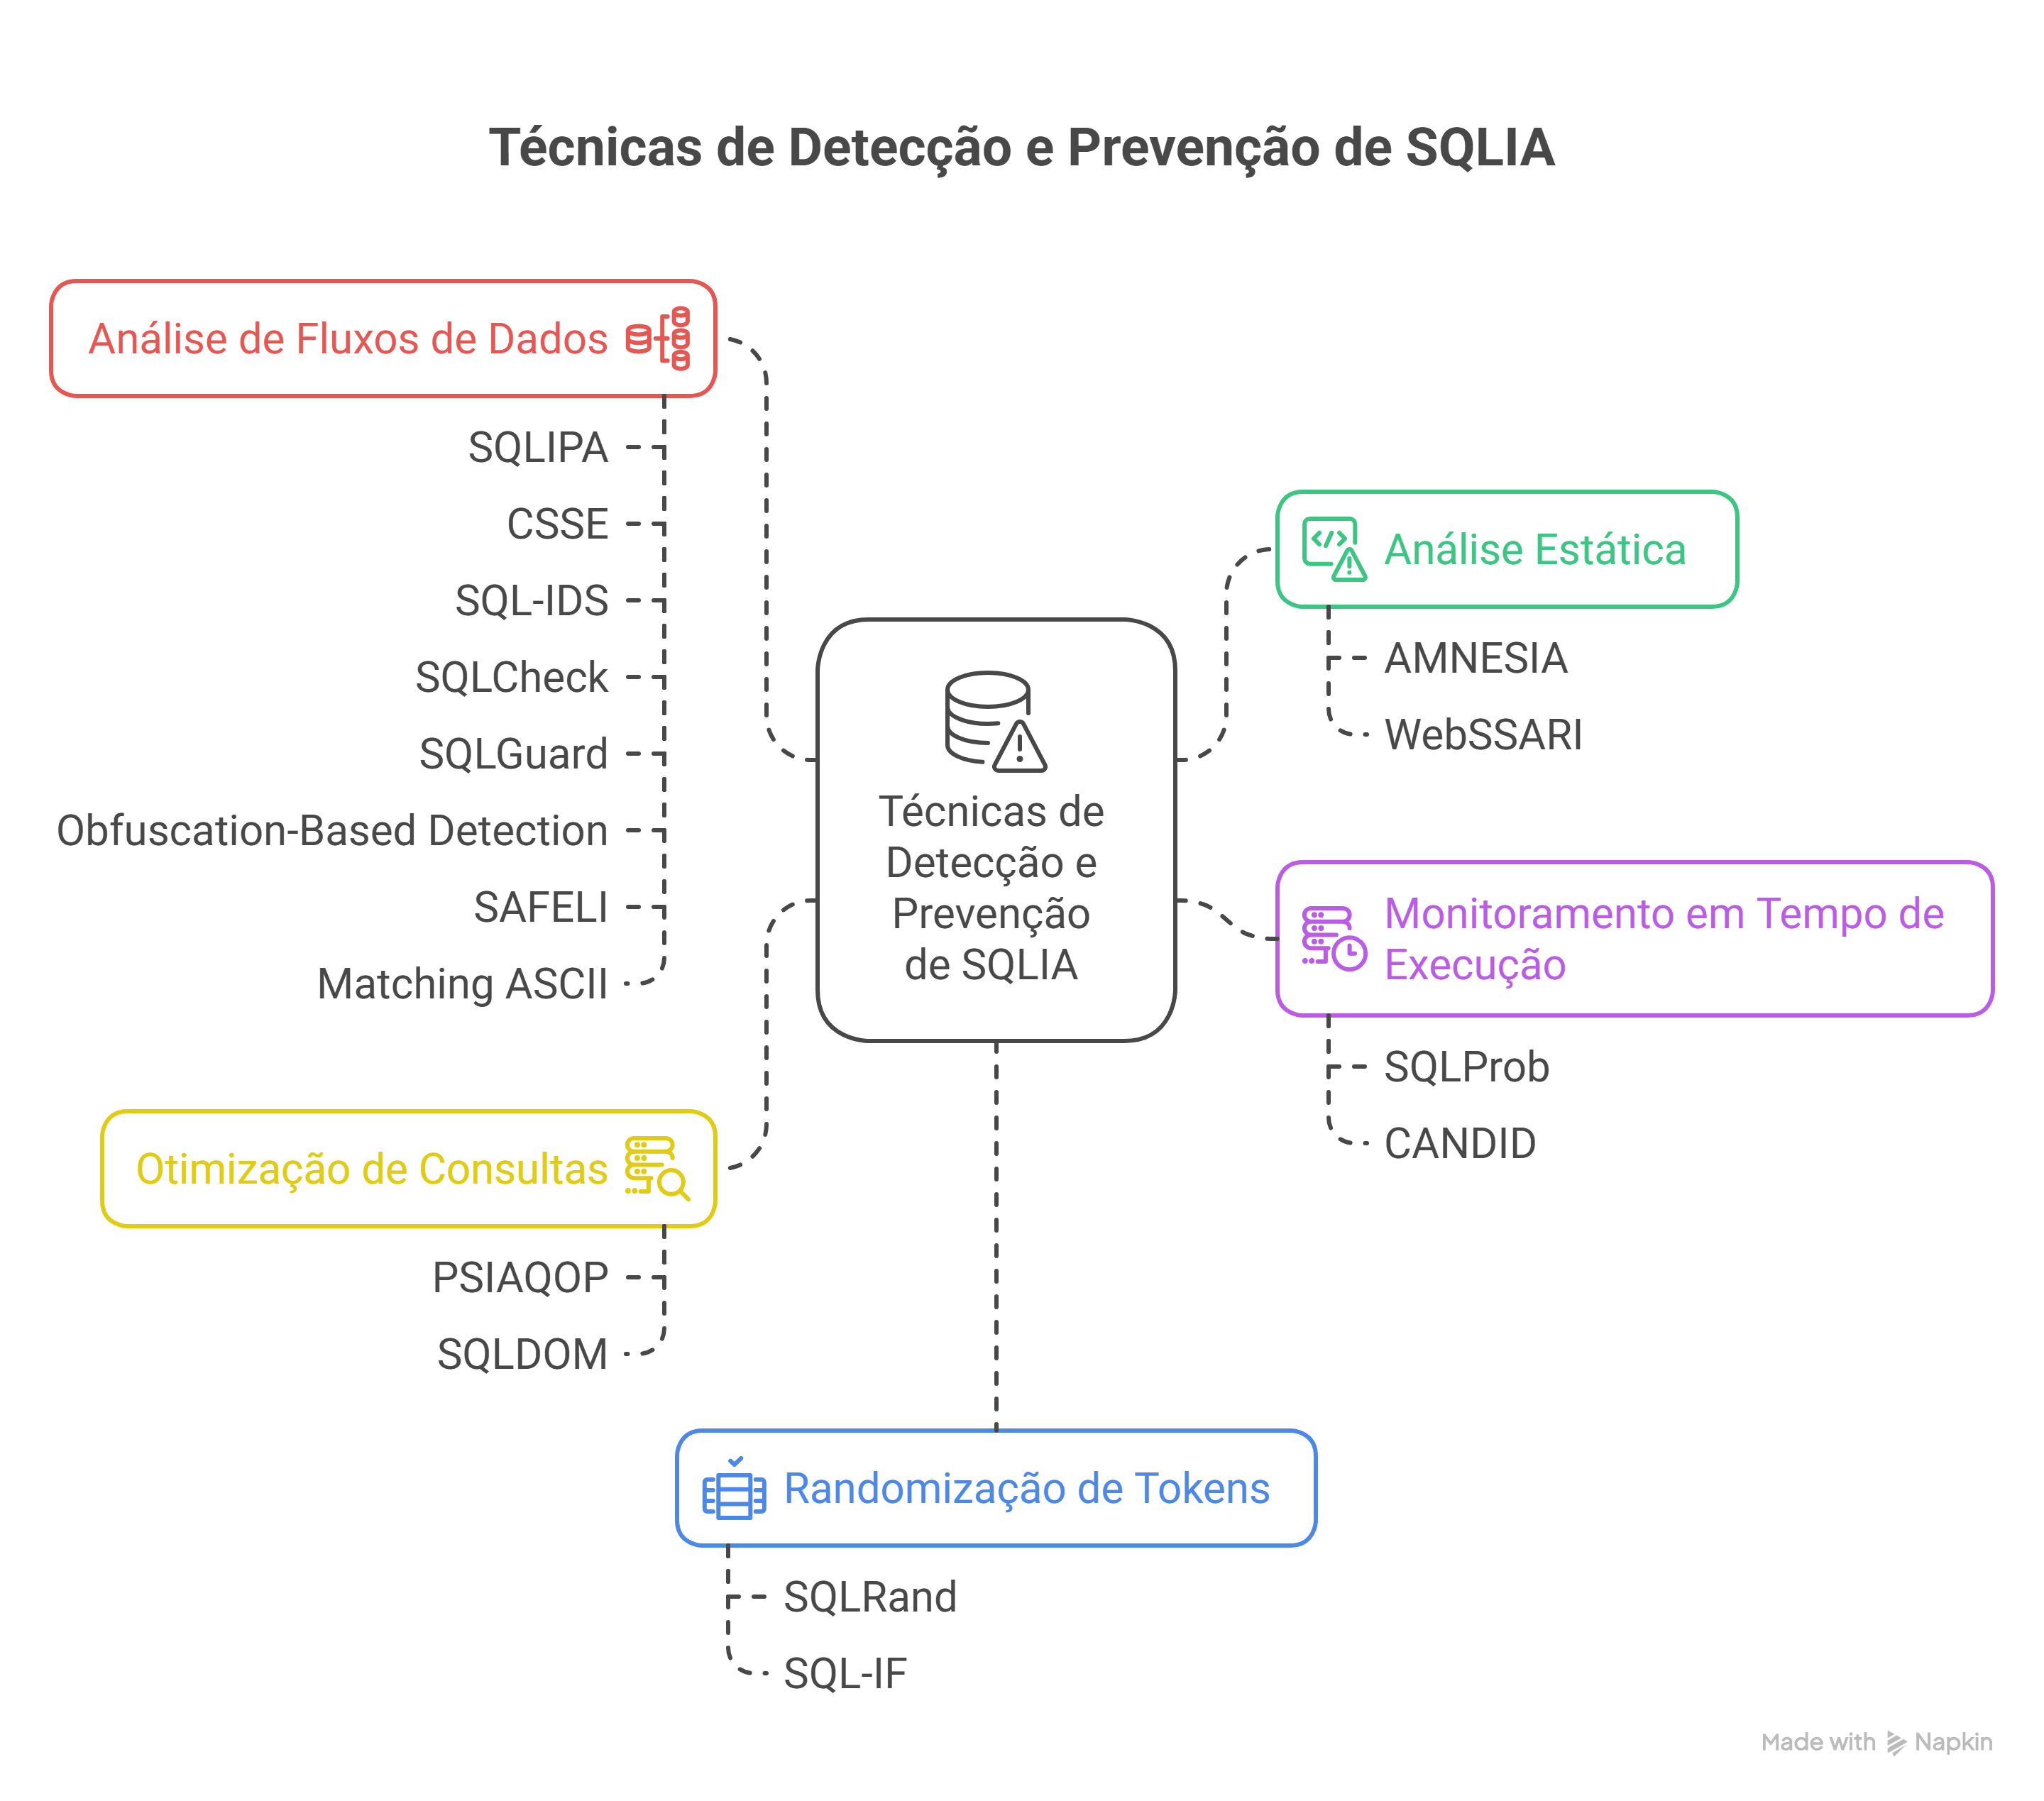 Técnicas de Detecção e Prevenção de SQLIA
Análise de Fluxos de Dados
SQLIPA
CSSE
SQL-IDS
SQLCheck
SQLGuard
Obfuscation-Based Detection
SAFELI
Matching ASCII
Otimização de Consultas
PSIAQOP
SQLDOM
Técnicas de
Detecção e
Prevenção
de SQLIA
Análise Estática
AMNESIA
WebSSARI
Monitoramento em Tempo de
Execução
SQLProb
CANDID
Randomização de Tokens
SQLRand
SQL-IF
Made with Napkin